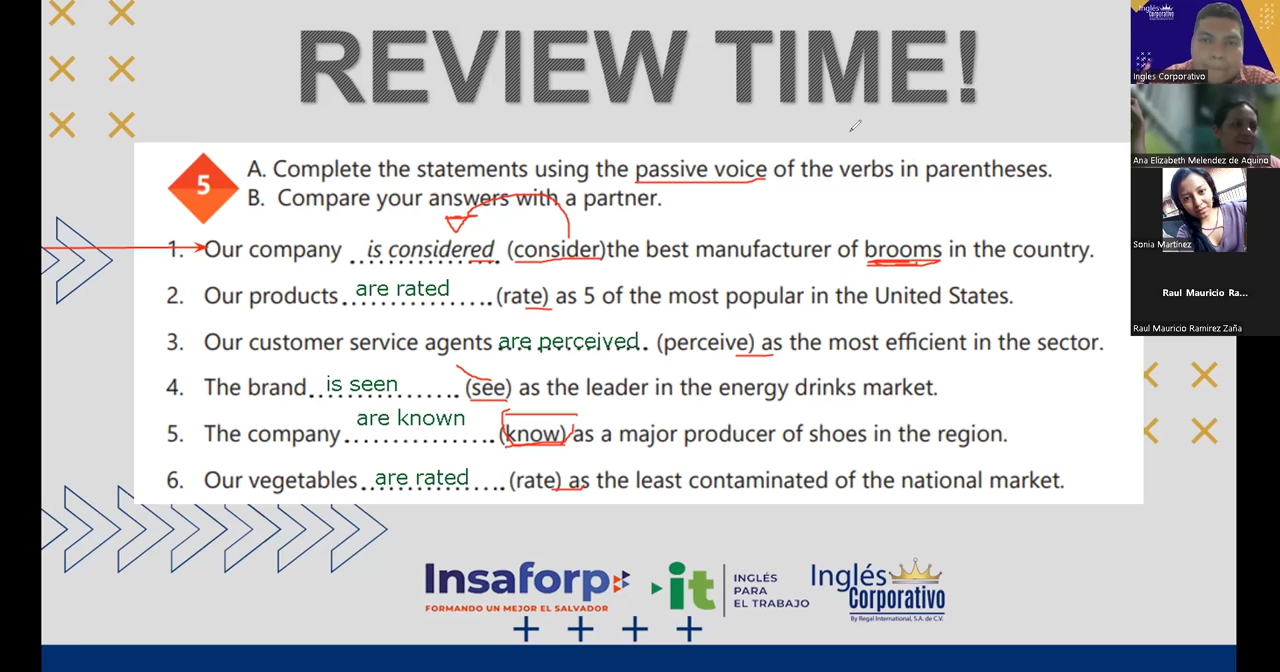 REVIEW TIME!
5
A. Complete the statements using the passive voice of the verbs in parentheses.
B. Compare your answers with a partner.
1. Our company is considered (consider)the best manufacturer of brooms in the country.
2. Our products are rated (rate) as 5 of the most popular in the United States.
3. Our customer service agents are perceived (perceive) as the most efficient in the sector.
4. The brand is seen (see) as the leader in the energy drinks market.
5. The company are known (know) as a major producer of shoes in the region.
6. Our vegetables are rated (rate) as the least contaminated of the national market.
Insaforp
FORMANDO UN MEJOR EL SALVADOR
it
INGLÉS
PARA
EL TRABAJO
Inglés
Corporativo
By Regal International, S.A. de C.V.
Inglés
Corporativo
Ingles Corporativo
Ana Elizabeth Melendez de Aquino
Sonia Martinez
Raul Mauricio Ra...
Raul Mauricio Ramirez Zaña